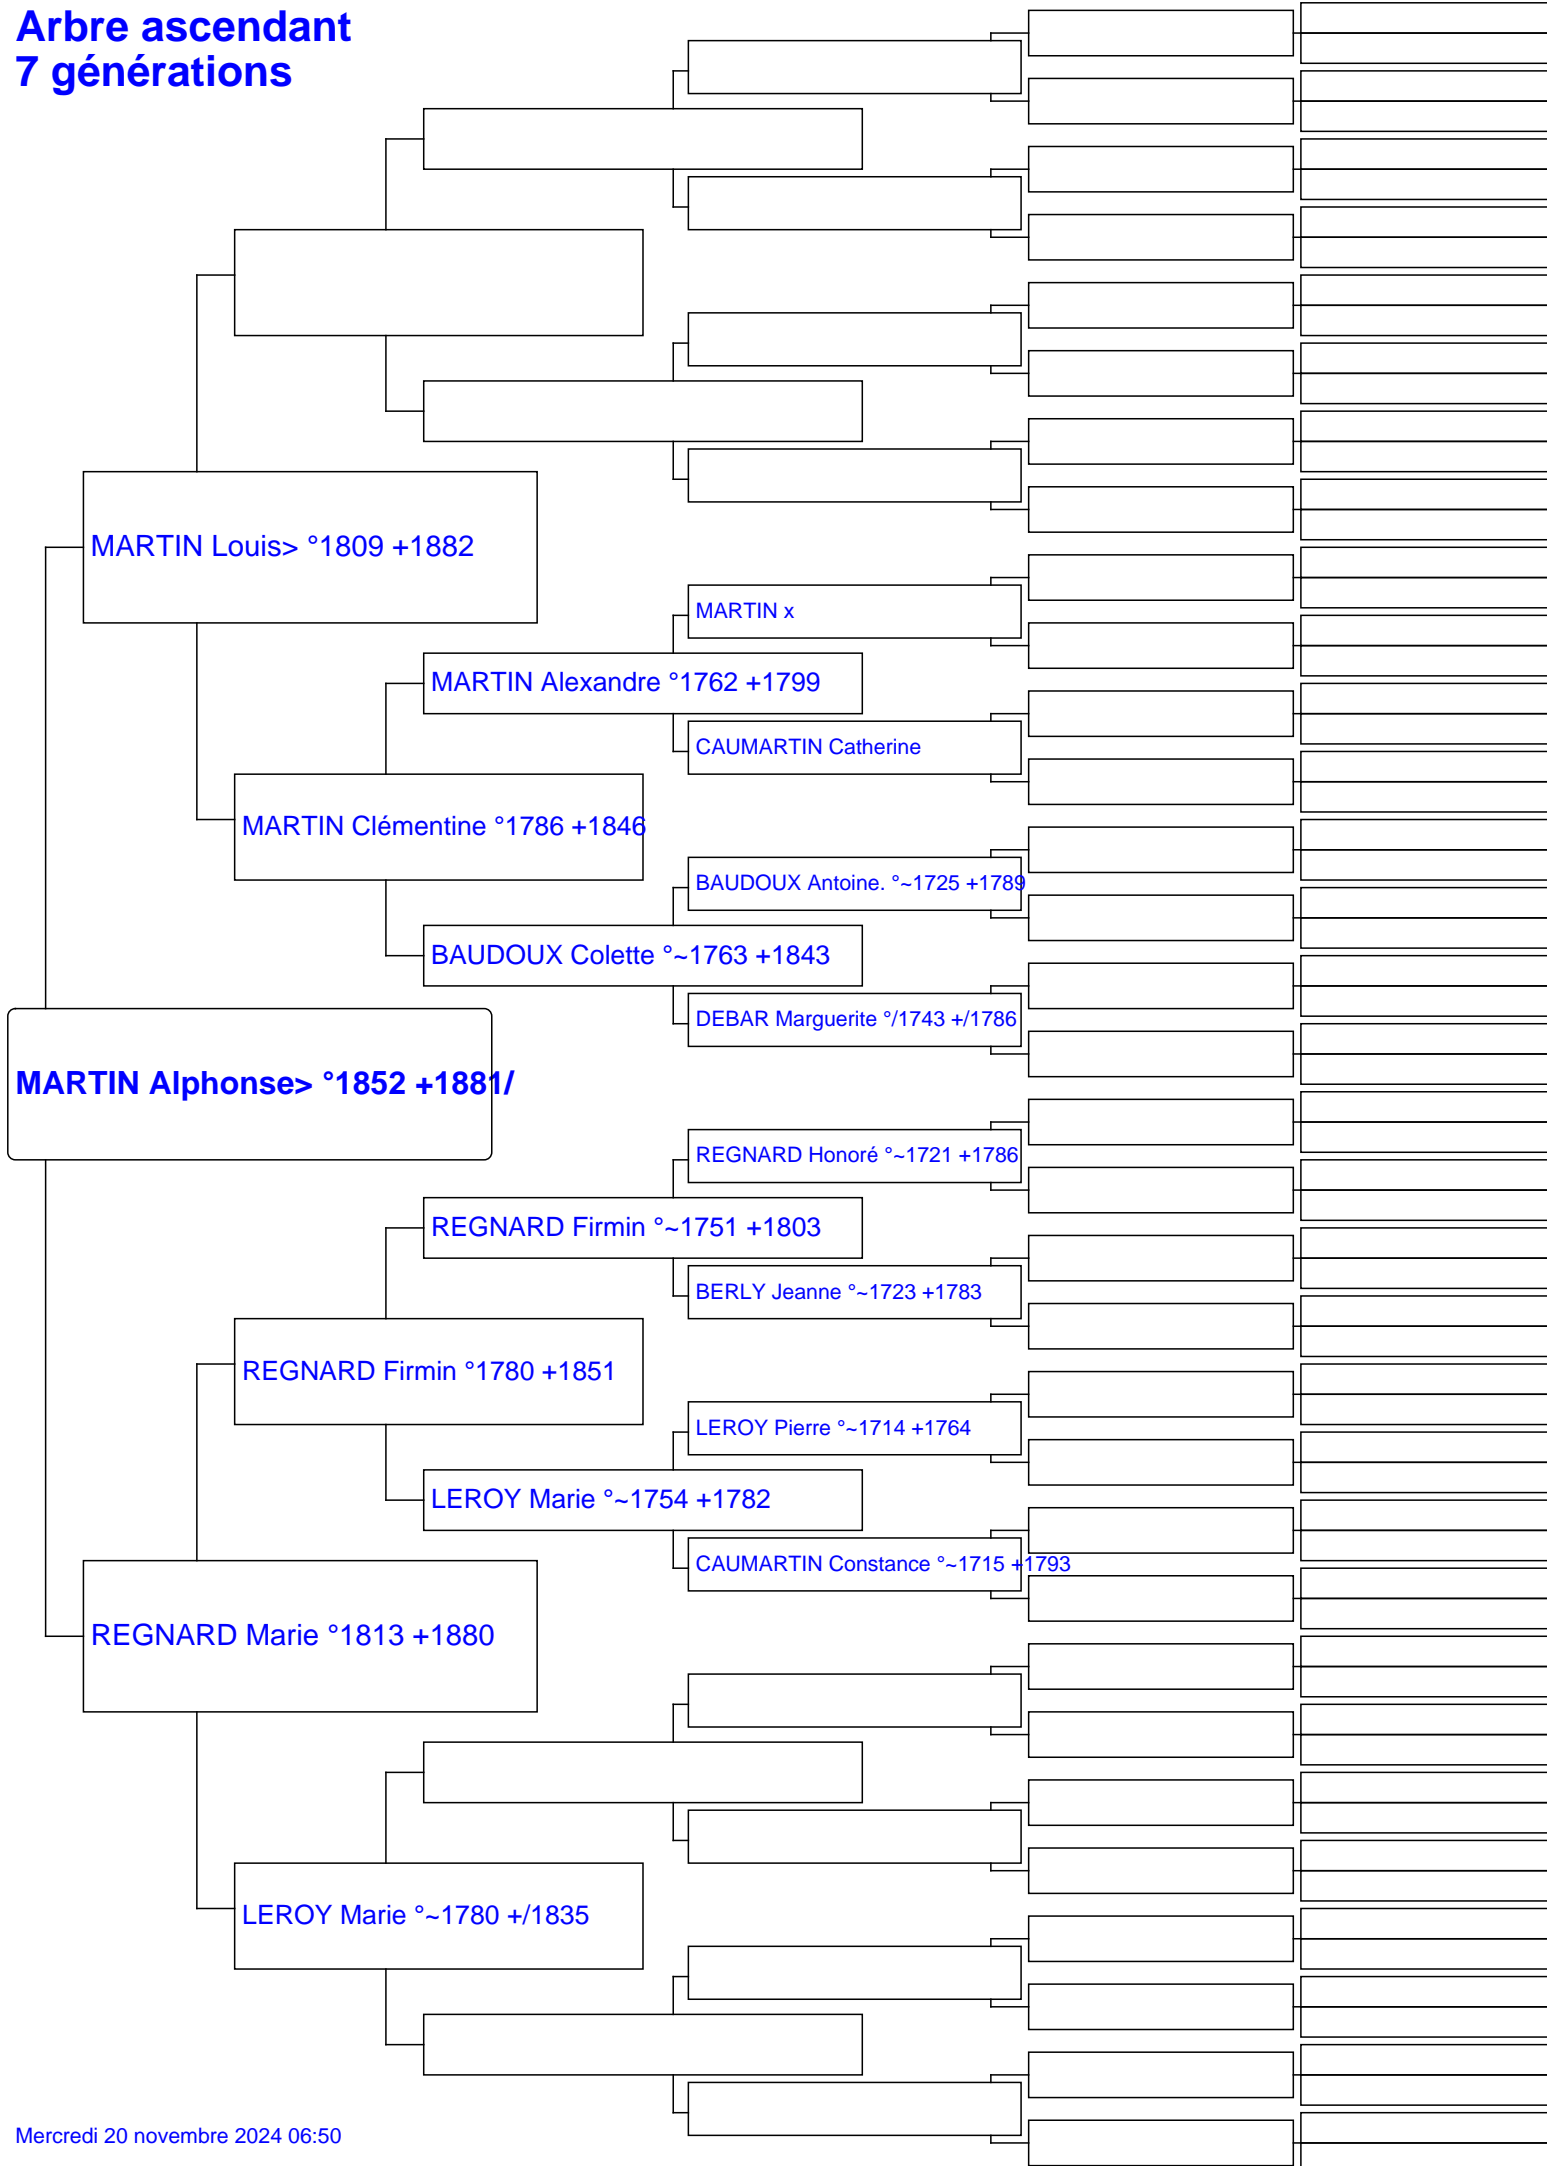 Arbre ascendant
7 générations
MARTIN Louis> °1809 +1882
MARTIN x
MARTIN Alexandre °1762 +1799
CAUMARTIN Catherine
MARTIN Clémentine °1786 +1846
BAUDOUX Antoine. °~1725 +1789
BAUDOUX Colette °~1763 +1843
DEBAR Marguerite °/1743 +/1786
MARTIN Alphonse> °1852 +1881/
REGNARD Honoré °~1721 +1786
REGNARD Firmin °~1751 +1803
BERLY Jeanne °~1723 +1783
REGNARD Firmin °1780 +1851
LEROY Pierre °~1714 +1764
LEROY Marie °~1754 +1782
CAUMARTIN Constance °~1715 +1793
REGNARD Marie °1813 +1880
LEROY Marie °~1780 +/1835
Mercredi 20 novembre 2024 06:50